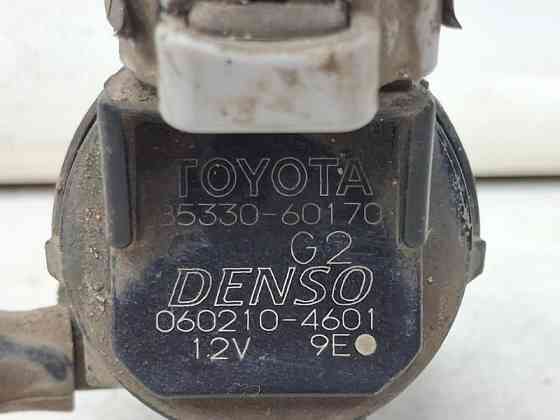 TOYOTA
85330-60170
G2
DENSO
060210-4601
12V 9E